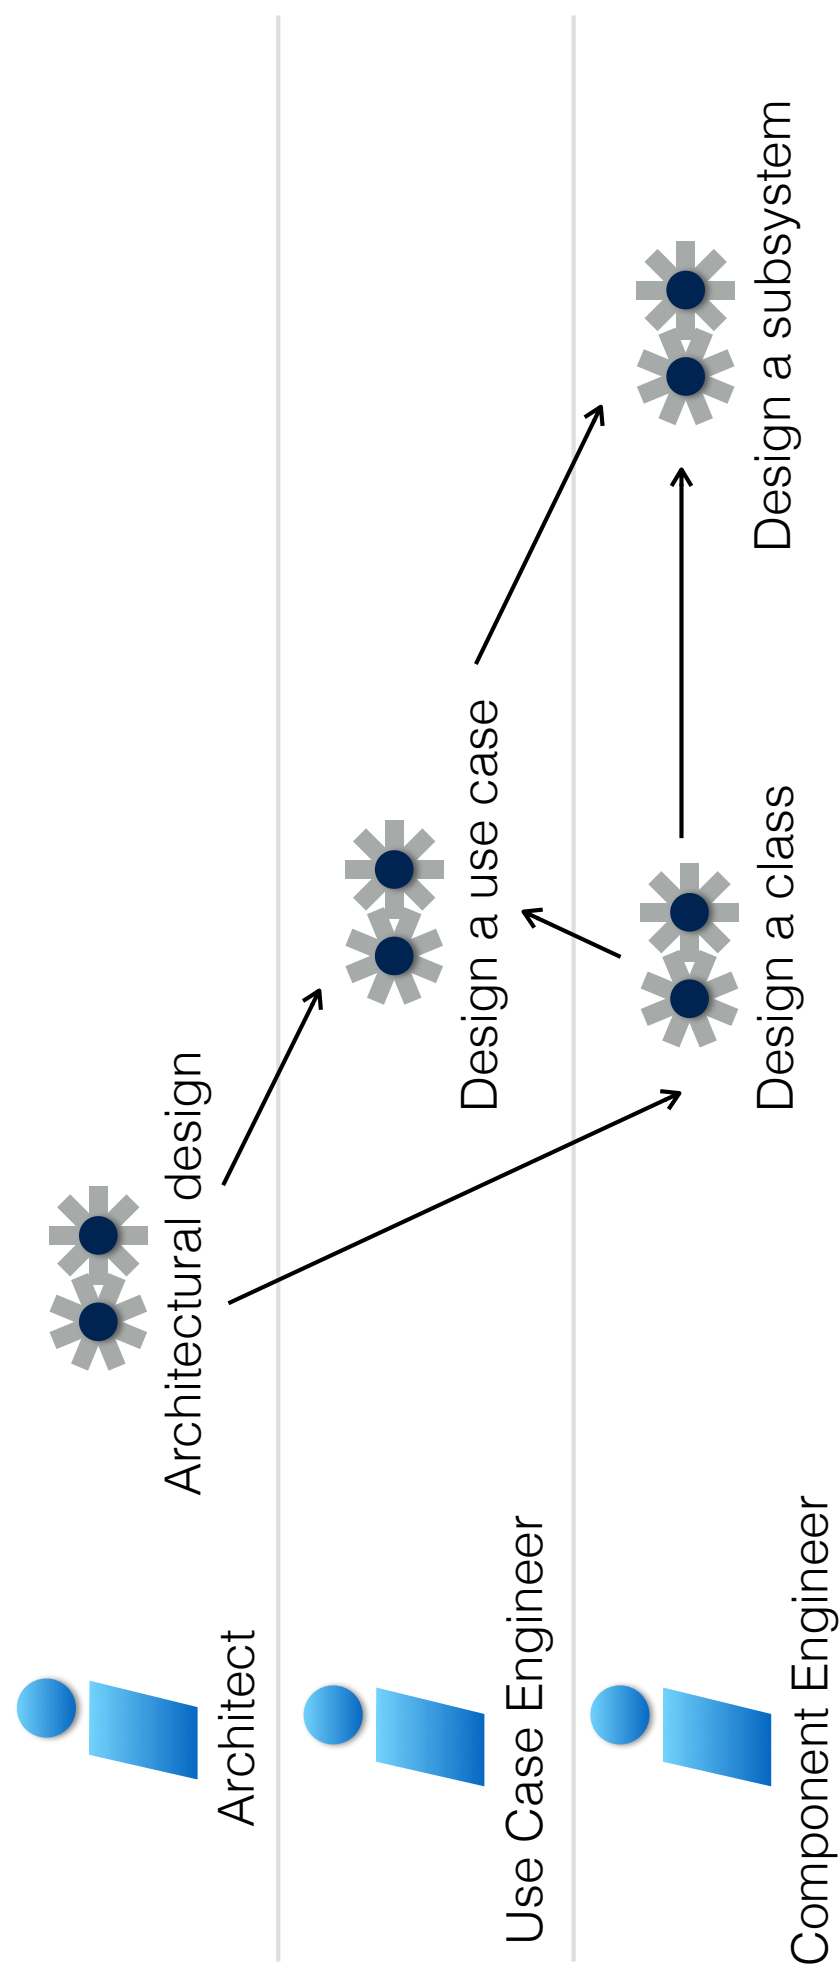 Architect
Architectural design
Use Case Engineer
Design a use case
Component Engineer
Design a class
Design a subsystem